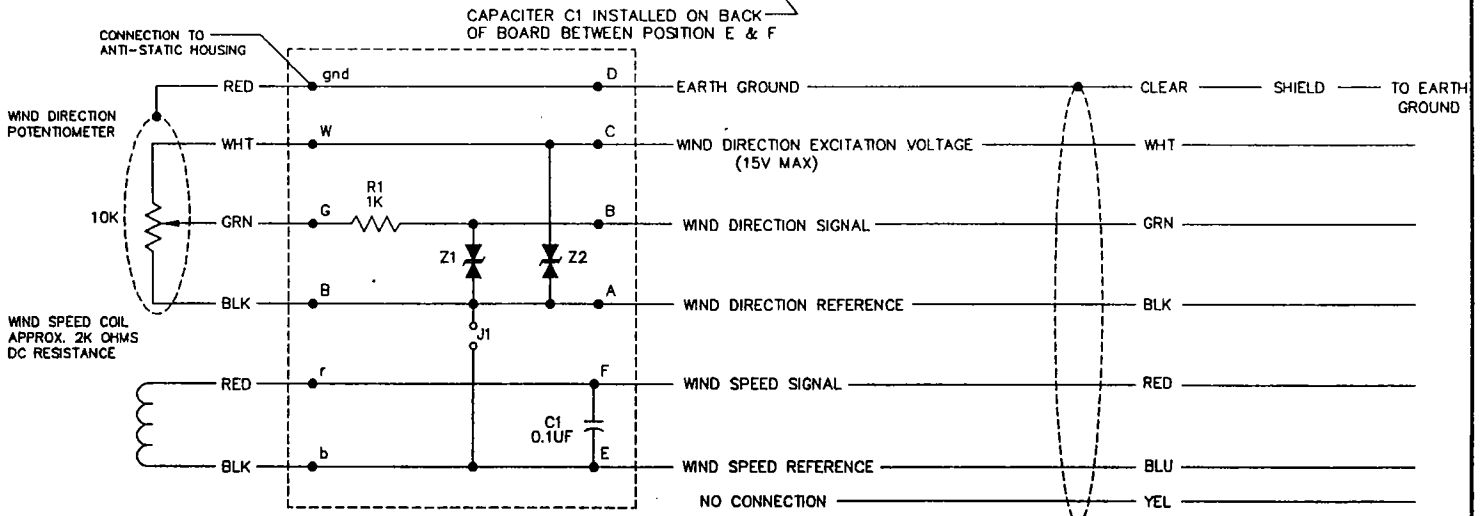 CAPACITER C1 INSTALLED ON BACK
OF BOARD BETWEEN POSITION E & F
CONNECTION TO
ANTI-STATIC HOUSING
RED
gnd
D
EARTH GROUND
CLEAR
SHIELD
TO EARTH
GROUND
WIND DIRECTION
POTENTIOMETER
WHT
W
C
WIND DIRECTION EXCITATION VOLTAGE
(15V MAX)
WHT
10K
GRN
G
R1
1K
B
WIND DIRECTION SIGNAL
GRN
Z1
Z2
BLK
B
A
WIND DIRECTION REFERENCE
BLK
J1
WIND SPEED COIL
APPROX. 2K OHMS
DC RESISTANCE
RED
r
F
WIND SPEED SIGNAL
RED
C1
0.1UF
BLK
b
E
WIND SPEED REFERENCE
BLU
NO CONNECTION
YEL